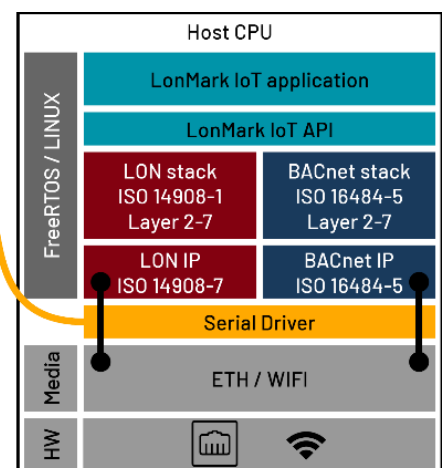 Host CPU
FreeRTOS / LINUX
LonMark IoT application
LonMark IoT API
LON stack
ISO 14908-1
Layer 2-7
BACnet stack
ISO 16484-5
Layer 2-7
LON IP
ISO 14908-7
BACnet IP
ISO 16484-5
Serial Driver
Media
ETH / WIFI
HW